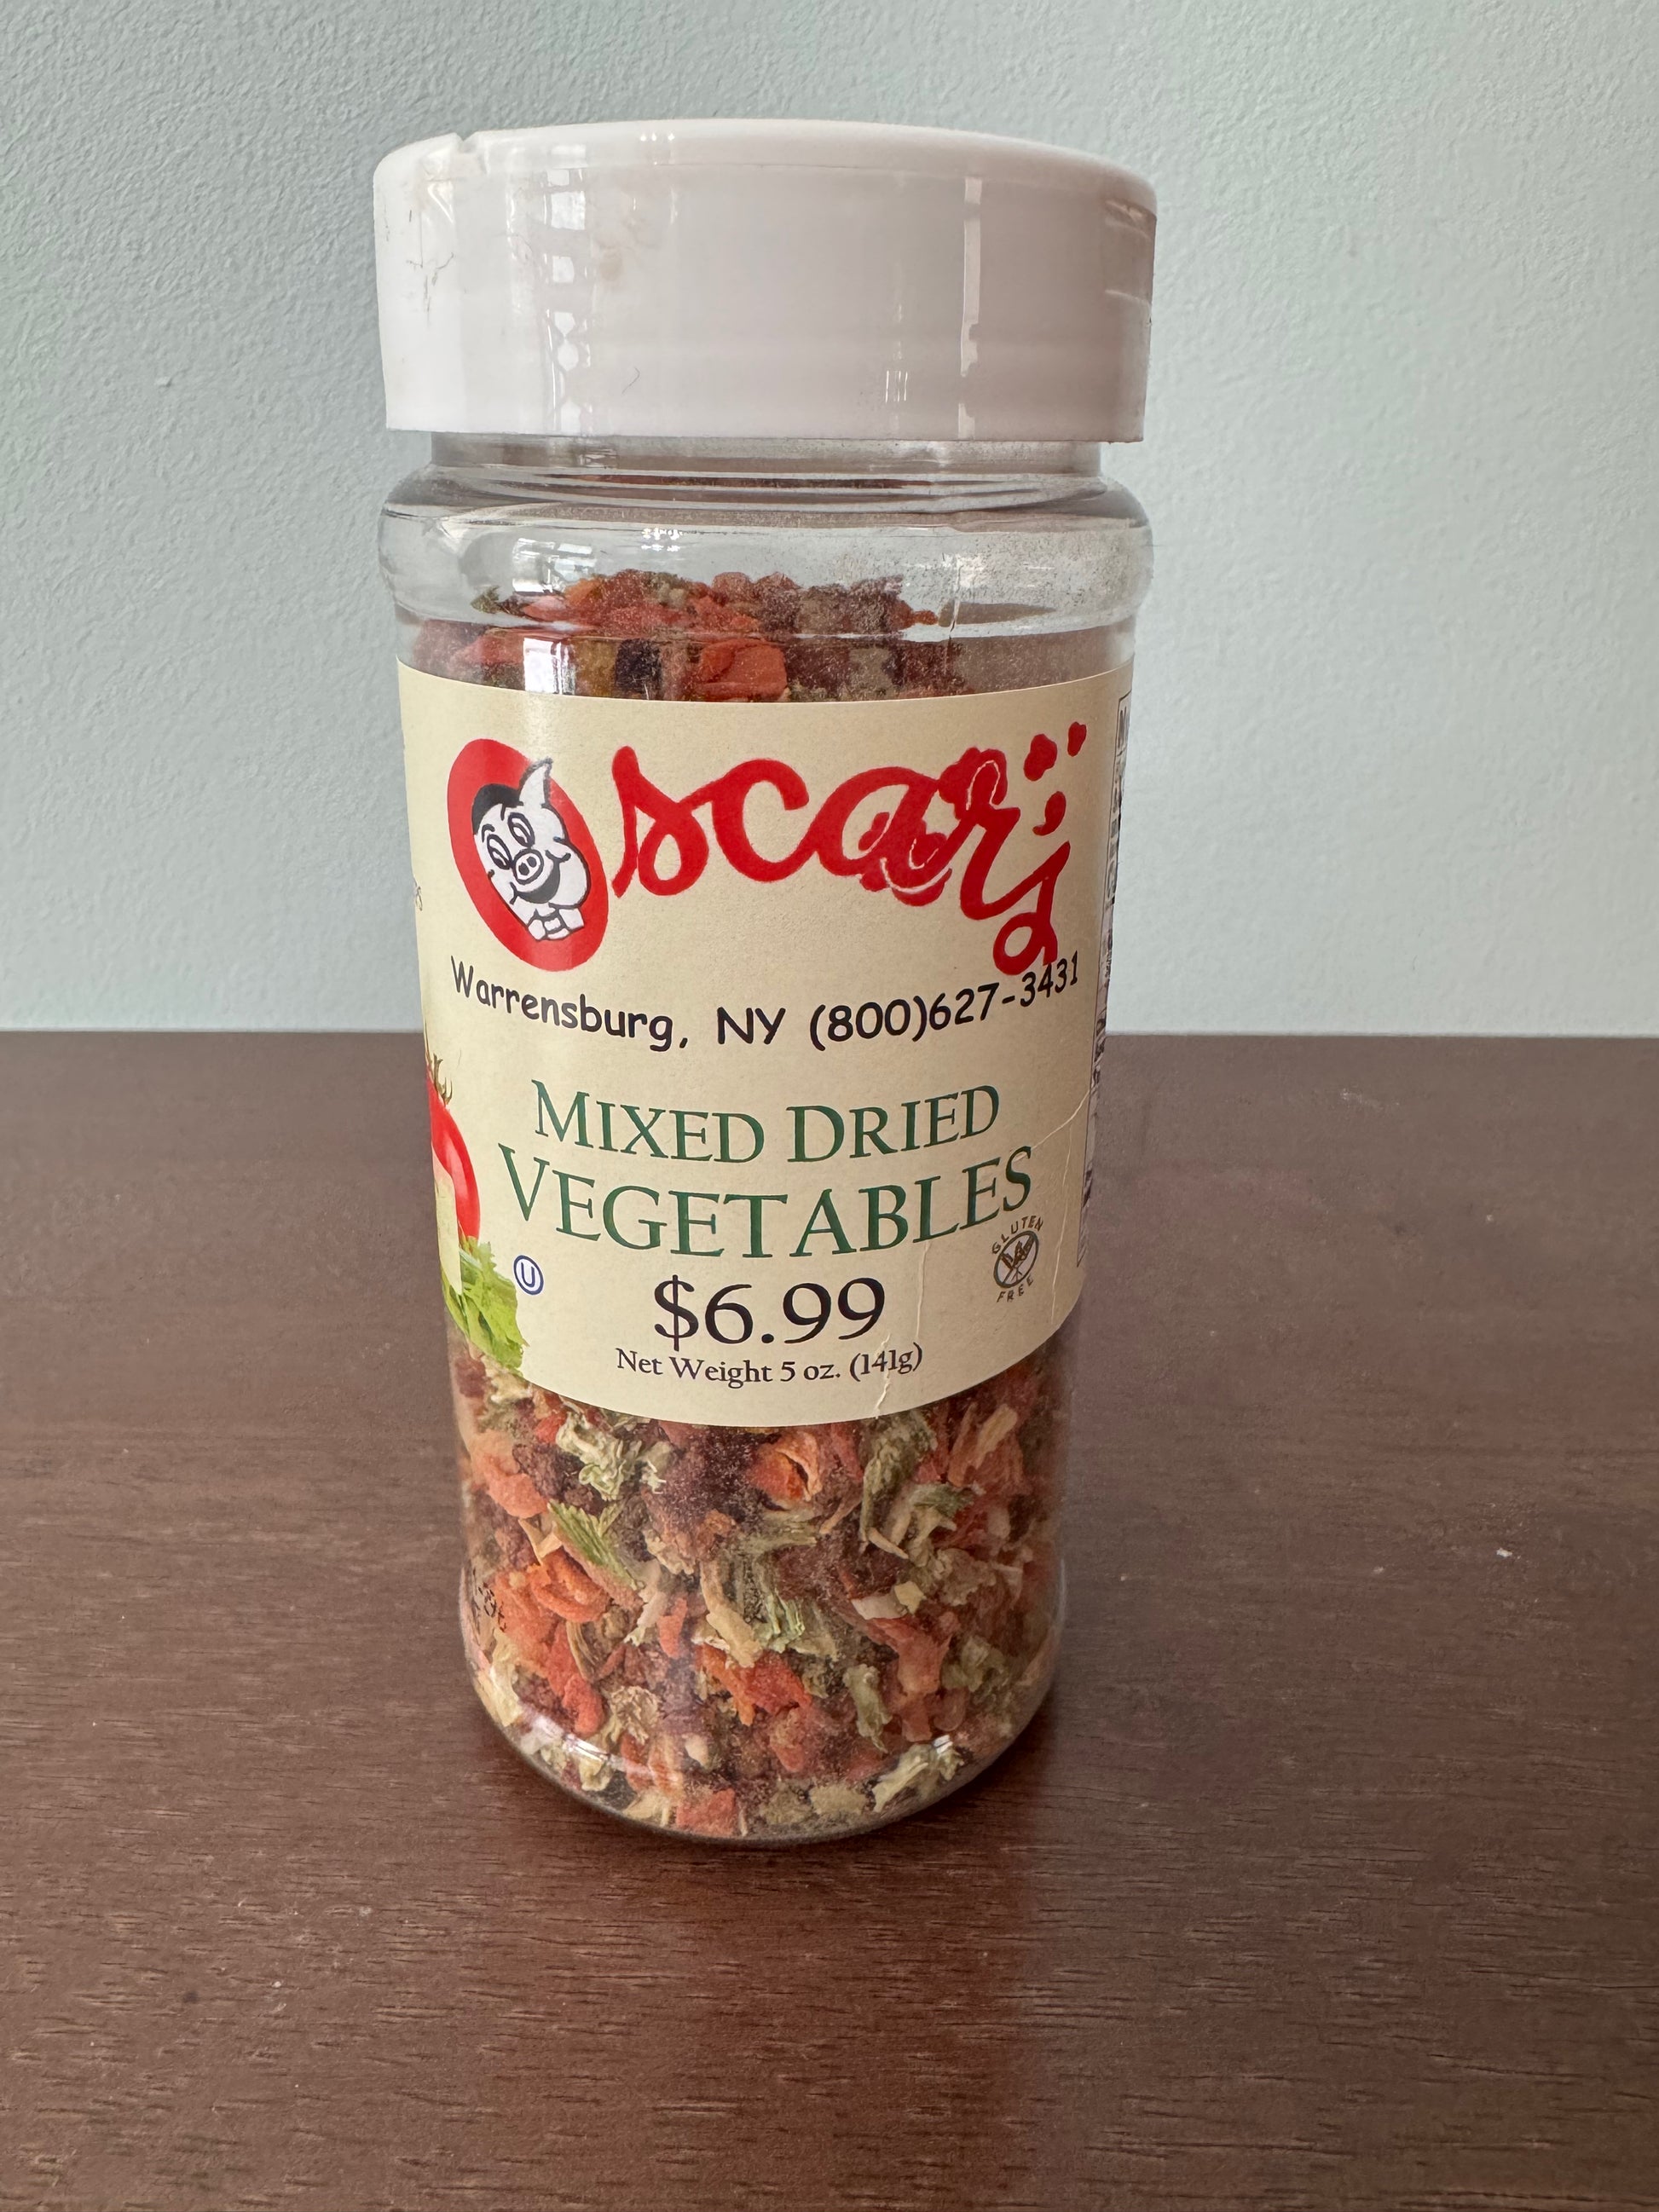 Oscar's
Warrensburg, NY (800)627-3431
MIXED DRIED
VEGETABLES
U
GLUTEN
FREE
$6.99
Net Weight 5 oz. (141g)